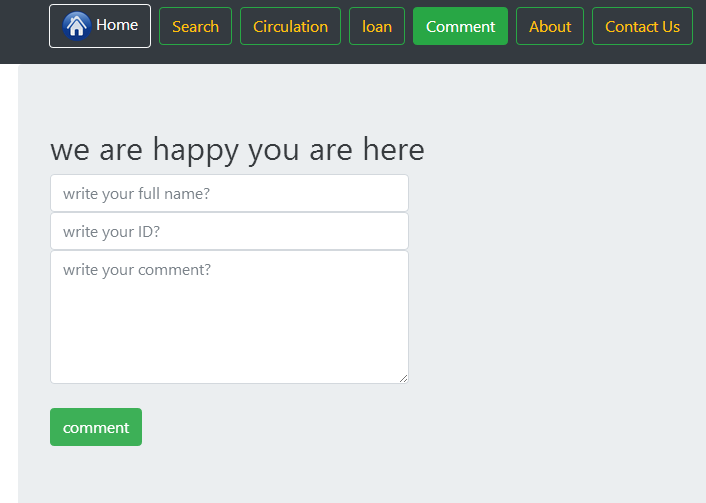 Home Search Circulation loan Comment About Contact Us
we are happy you are here
write your full name?
write your ID?
write your comment?
comment